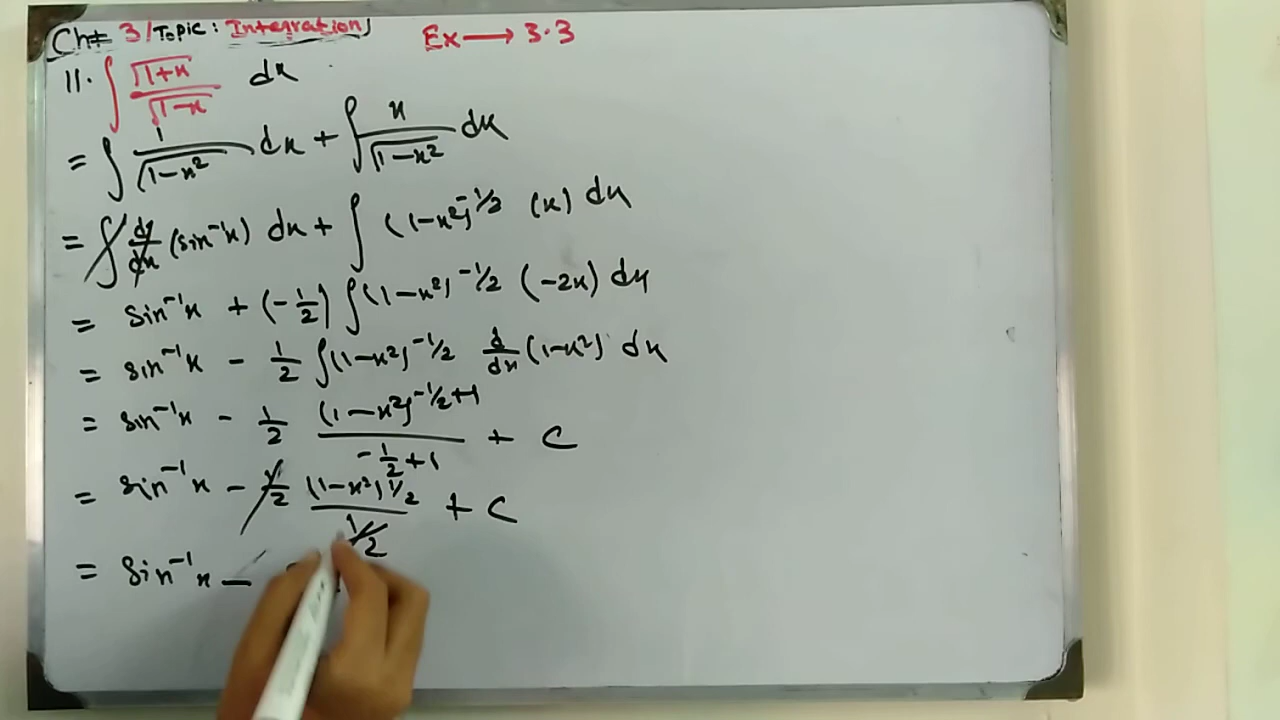 Ch# 3/Topic: Integration Ex → 3.3
11. ∫ √1+x / √1-x dx
= ∫ 1/√1-x² dx + ∫ x/√1-x² dx
= ∫ d/dx (sin⁻¹x) dx + ∫ (1-x²)^-1/2 (x) dx
= sin⁻¹x + (-1/2) ∫ (1-x²)^-1/2 (-2x) dx
= sin⁻¹x - 1/2 ∫ (1-x²)^-1/2 d/dx (1-x²) dx
= sin⁻¹x - 1/2 (1-x²)^-1/2+1 / -1/2+1 + C
= sin⁻¹x - 1/2 (1-x²)^1/2 / 1/2 + C
= sin⁻¹x -